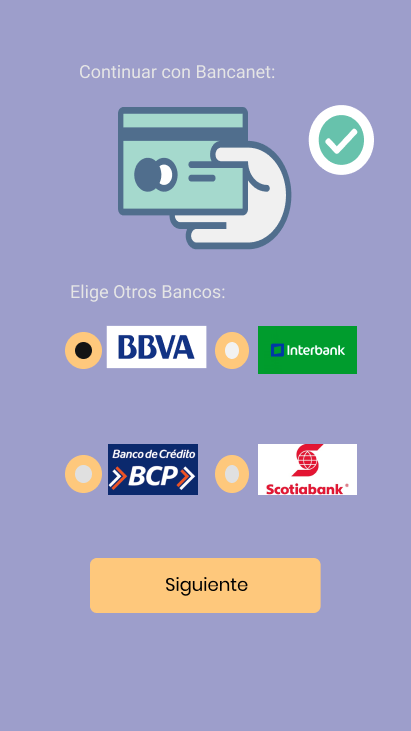 Continuar con Bancanet:
Elige Otros Bancos:
BBVA
Interbank
Banco de Crédito
BCP
Scotiabank®
Siguiente